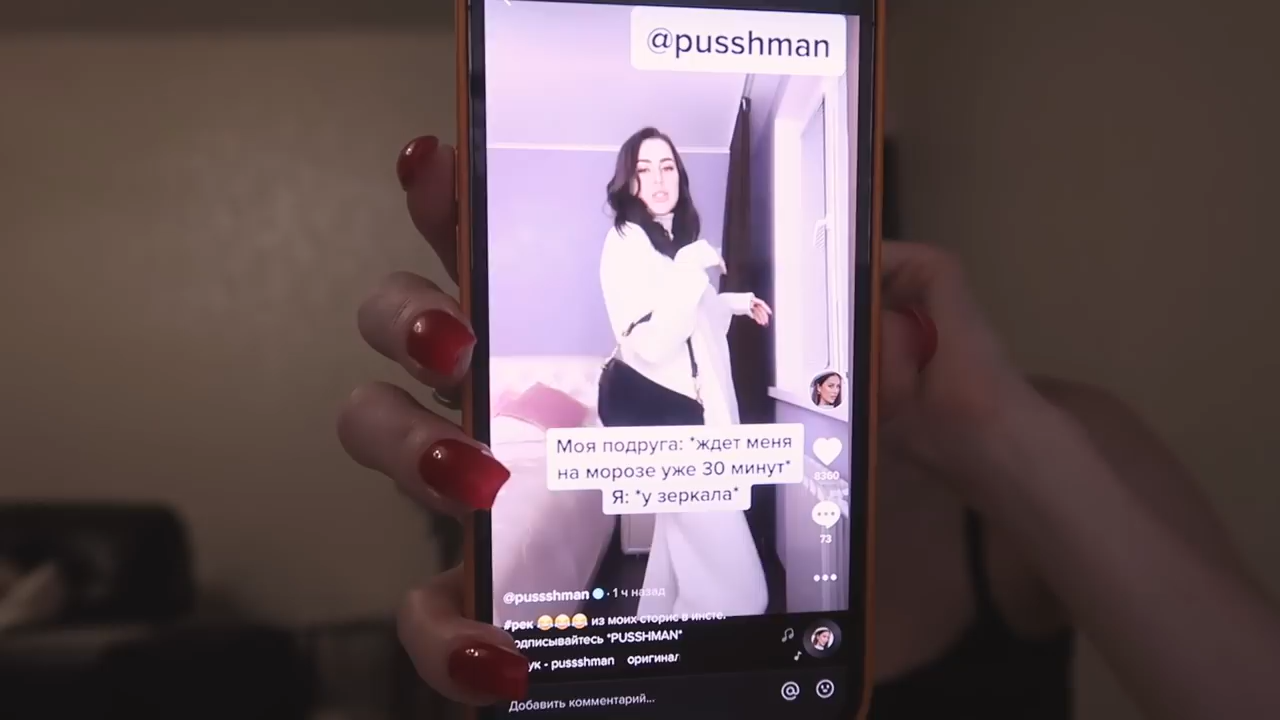 @pusshman
Моя подруга: *ждет меня
на морозе уже 30 минут*
Я: *у зеркала*
8360
73
@pussshman · 1 ч назад
#рек 😂😂😂 из моих сторис в инсте.
одписывайтесь "PUSSHMAN"
ук - pussshman оригинал
Добавить комментарий...